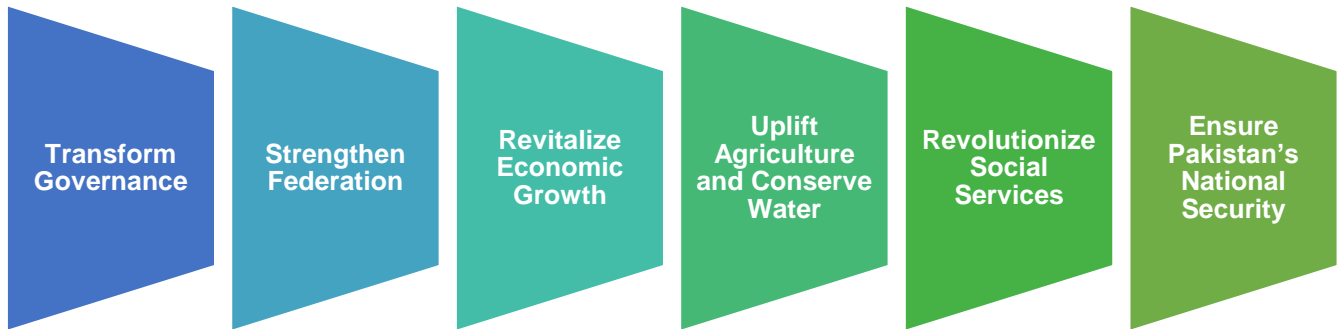 Transform
Governance
Strengthen
Federation
Revitalize
Economic
Growth
Uplift
Agriculture
and Conserve
Water
Revolutionize
Social
Services
Ensure
Pakistan’s
National
Security